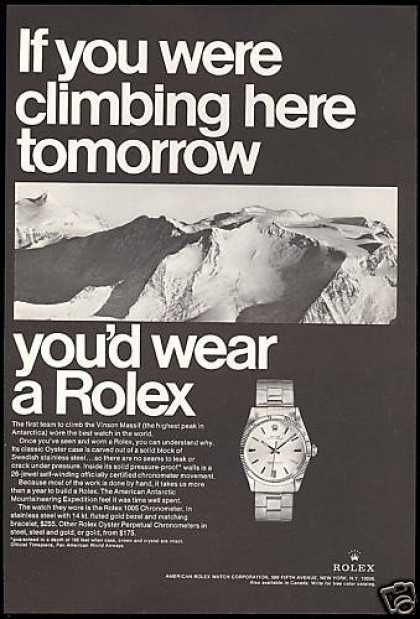 If you were
climbing here
tomorrow
you'd wear
a Rolex
The first team to climb the Vinson Massif (the highest peak in
Antarctica) wore the best watch in the world.
Once you've seen and worn a Rolex, you can understand why.
Its classic Oyster case is carved out of a solid block of
Swedish stainless steel....so there are no seams to leak or
crack under pressure. Inside its solid pressure-proof* walls is a
26-jewel self-winding officially certified chronometer movement.
Because most of the work is done by hand, it takes us more
than a year to build a Rolex. The American Antarctic
Mountaineering Expedition feel it was time well spent.
The watch they wore is the Rolex 1005 Chronometer. In
stainless steel with 14 kt. fluted gold bezel and matching
bracelet, $255. Other Rolex Oyster Perpetual Chronometers in
steel, steel and gold, or gold, from $175.
*guaranteed to a depth of 165 feet when case, crown and crystal are intact.
Official Timepiece, Pan American World Airways
ROLEX
AMERICAN ROLEX WATCH CORPORATION, 580 FIFTH AVENUE, NEW YORK, N.Y. 10036.
Also available in Canada. Write for free color catalog.